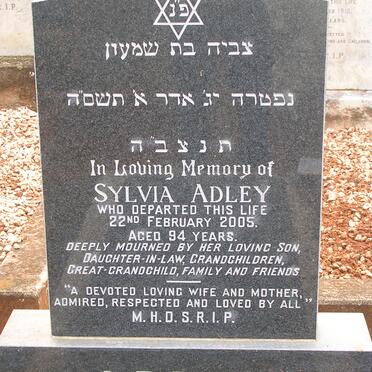 פ"נ
צביה בת שמעון
נפטרה יג' אדר א' תשס"ה
ת נ צ ב" ה
In Loving Memory of
SYLVIA ADLEY
WHO DEPARTED THIS LIFE
22ND FEBRUARY 2005.
AGED 94 YEARS.
DEEPLY MOURNED BY HER LOVING SON,
DAUGHTER-IN-LAW, GRANDCHILDREN,
GREAT-GRANDCHILD, FAMILY AND FRIENDS
"A DEVOTED LOVING WIFE AND MOTHER,
ADMIRED, RESPECTED AND LOVED BY ALL"
M.H.D.S.R.I.P.